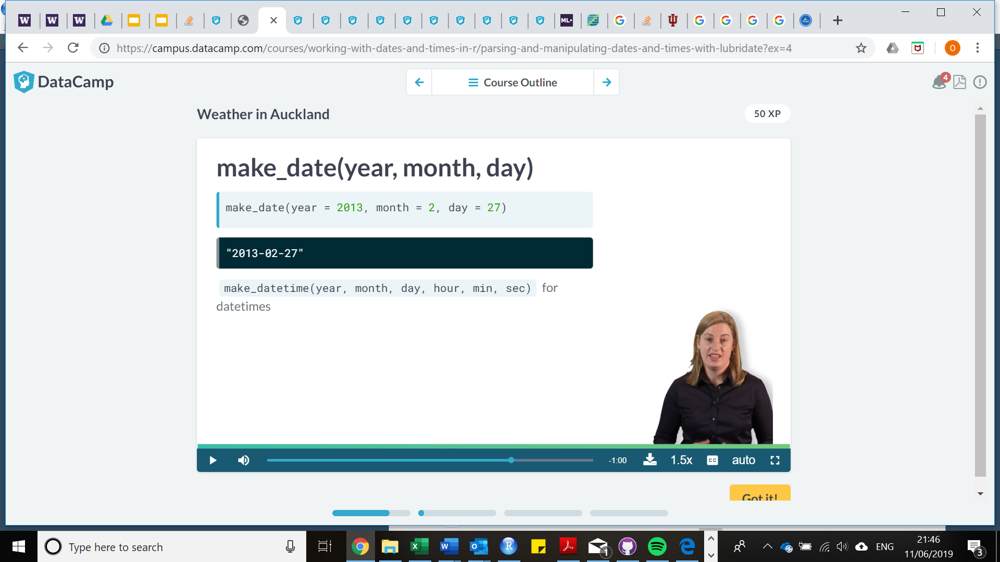 W
W
W
ML
https://campus.datacamp.com/courses/working-with-dates-and-times-in-r/parsing-and-manipulating-dates-and-times-with-lubridate?ex=4
O
DataCamp
Course Outline
4
Weather in Auckland
50 XP
make_date(year, month, day)
make_date(year = 2013, month = 2, day = 27)
"2013-02-27"
make_datetime(year, month, day, hour, min, sec) for
datetimes
-1:00
1.5x
CC
auto
Got it!
Type here to search
1
ENG
21:46
11/06/2019
3